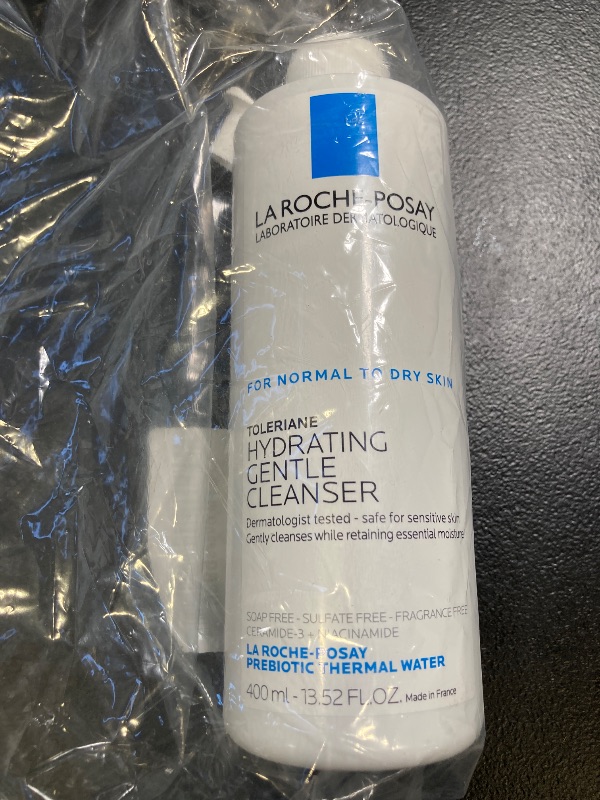 LA ROCHE-POSAY
LABORATOIRE DERMATOLOGIQUE
FOR NORMAL TO DRY SKIN
TOLERIANE
HYDRATING
GENTLE
CLEANSER
Dermatologist tested - safe for sensitive skin
Gently cleanses while retaining essential moisture
SOAP FREE - SULFATE FREE - FRAGRANCE FREE
CERAMIDE-3 + NIACINAMIDE
LA ROCHE-POSAY
PREBIOTIC THERMAL WATER
400 ml - 13.52 FL.OZ. Made in France